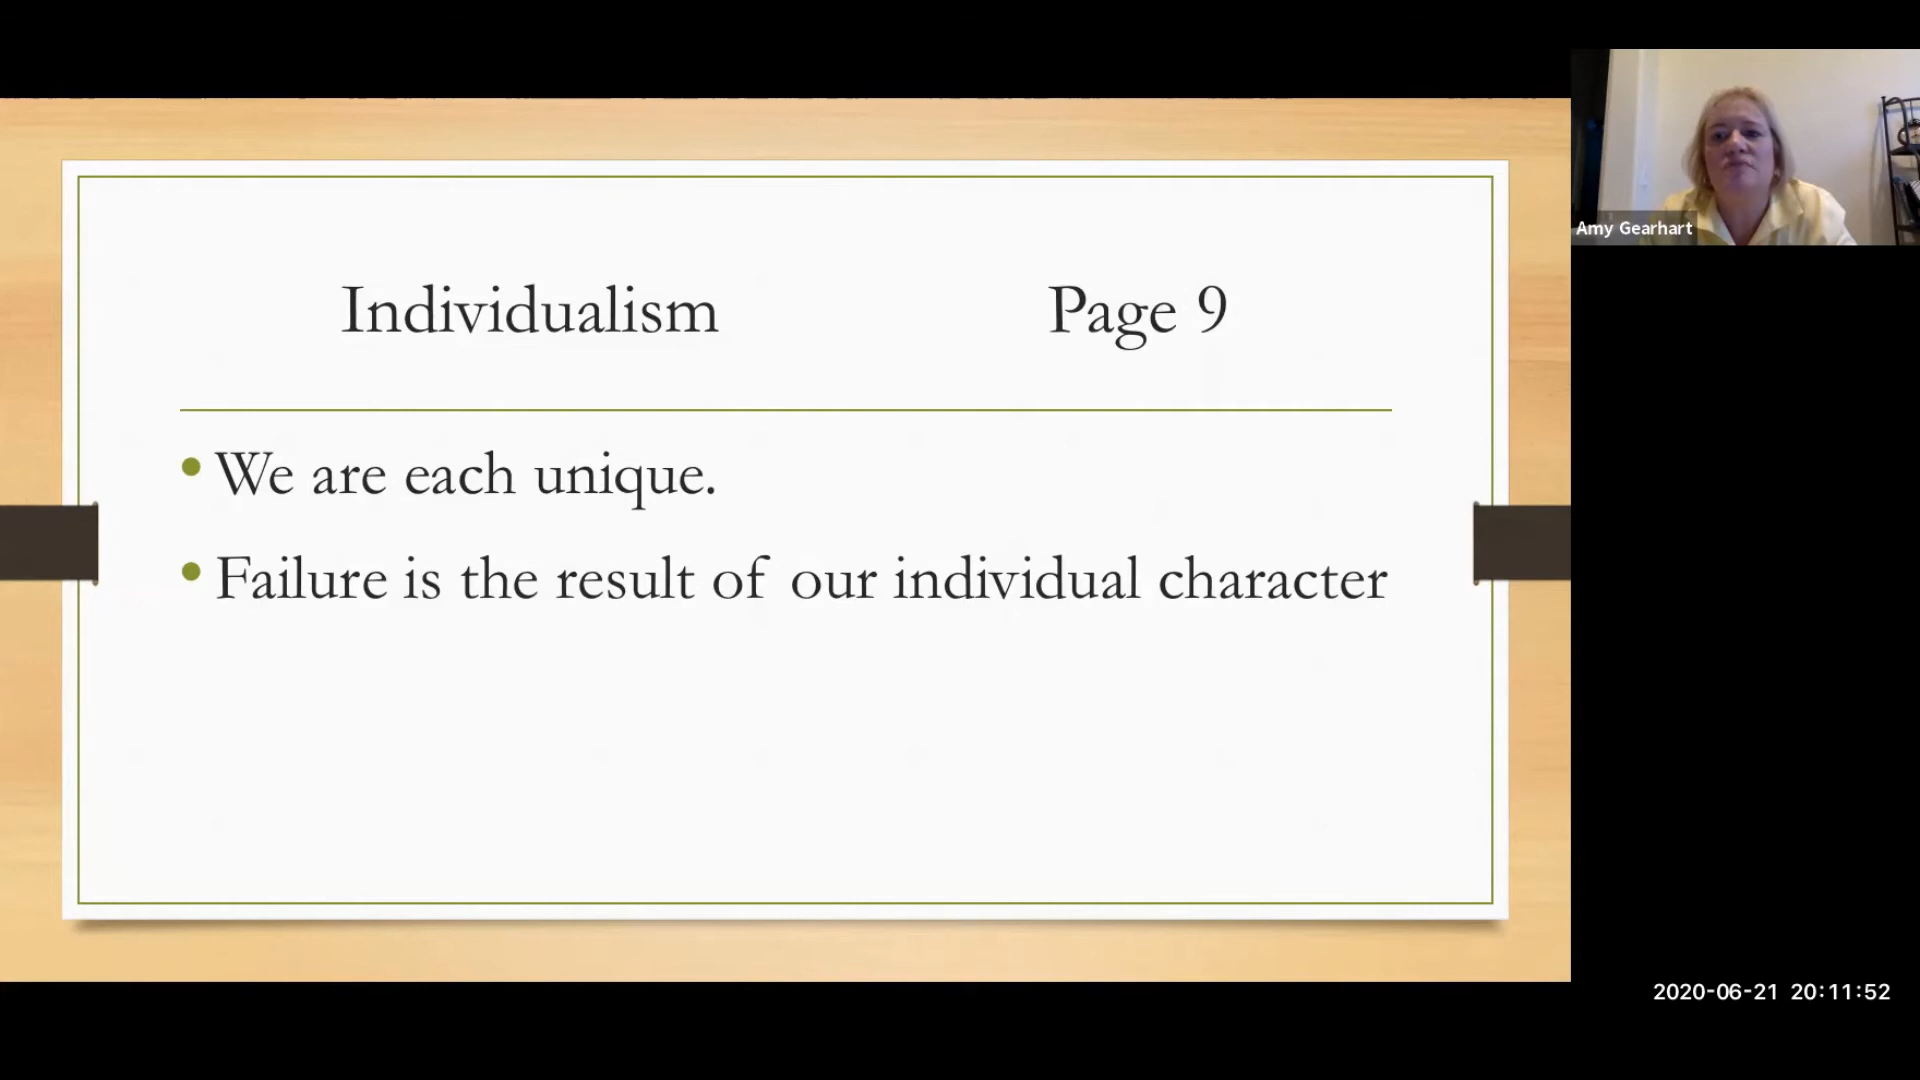 Individualism Page 9
• We are each unique.
• Failure is the result of our individual character
Amy Gearhart
2020-06-21 20:11:52